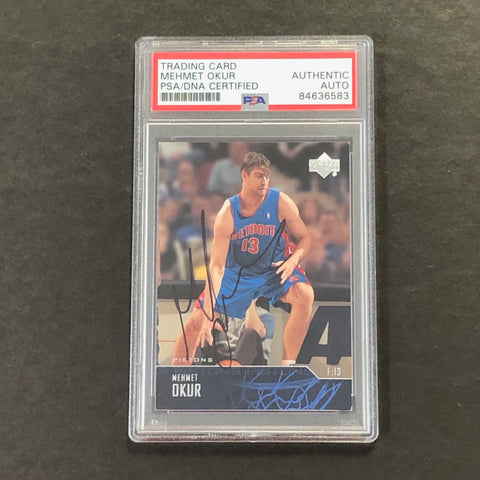 TRADING CARD
MEHMET OKUR
PSA/DNA CERTIFIED
AUTHENTIC
AUTO
84636583
PSA
DETROIT
13
PISTONS
MEHMET
OKUR
F:13